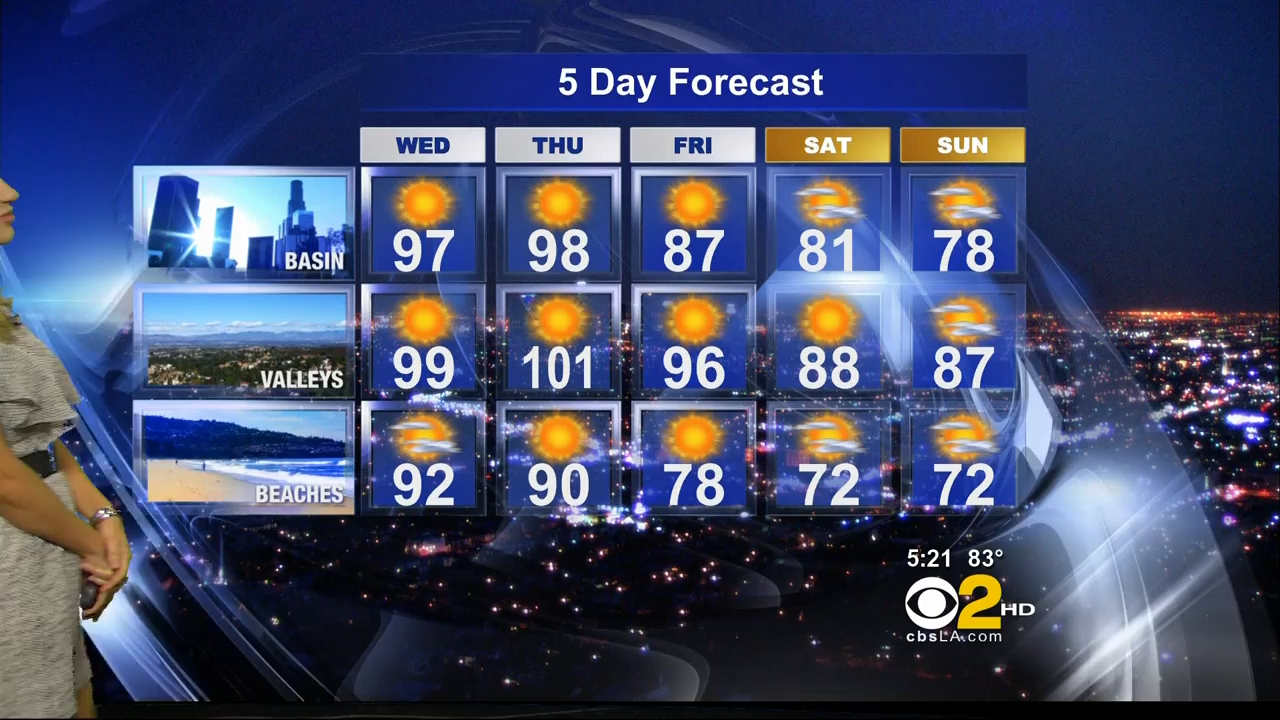 5 Day Forecast
WED THU FRI SAT SUN
BASIN 97 98 87 81 78
VALLEYS 99 101 96 88 87
BEACHES 92 90 78 72 72
5:21 83°
2 HD
cbsLA.com